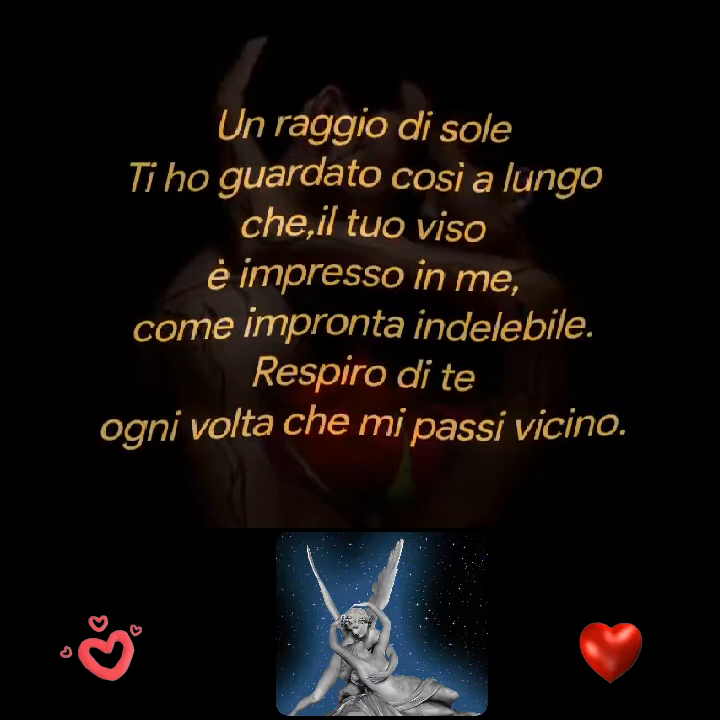 Un raggio di sole
Ti ho guardato così a lungo
che,il tuo viso
è impresso in me,
come impronta indelebile.
Respiro di te
ogni volta che mi passi vicino.